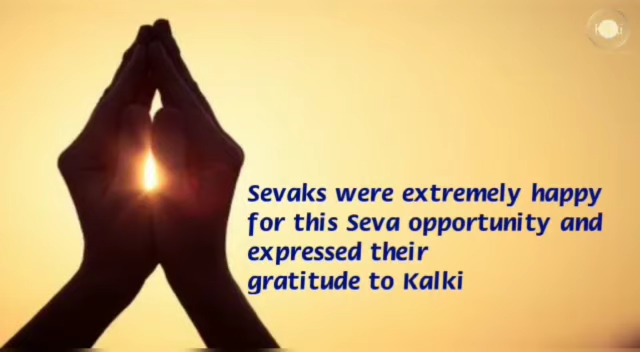 Sevaks were extremely happy
for this Seva opportunity and
expressed their
gratitude to Kalki